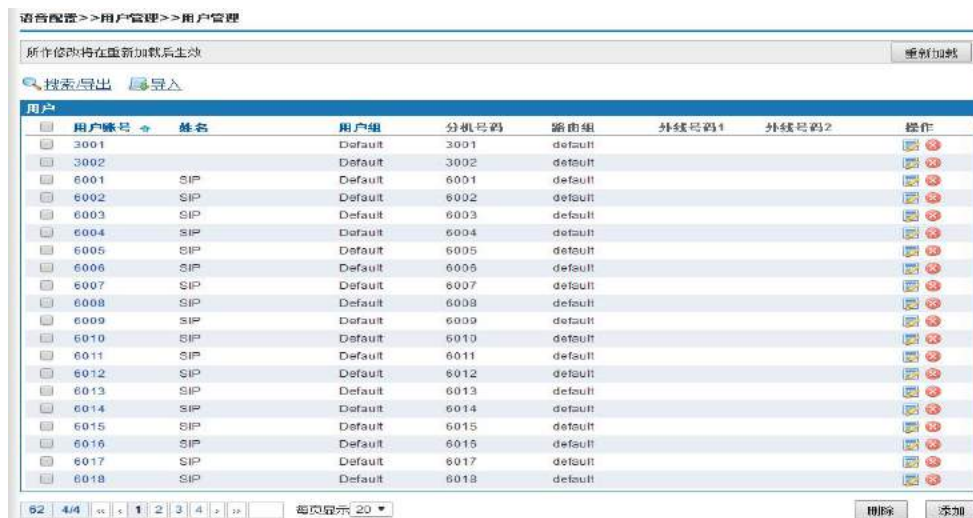 语音配置>>用户管理>>用户管理
所作修改将在重新加载后生效 重新加载
搜索/导出 导入
用户
用户账号 姓名 用户组 分机号码 路由组 外线号码1 外线号码2 操作
3001 Default 3001 default
3002 Default 3002 default
6001 SIP Default 6001 default
6002 SIP Default 6002 default
6003 SIP Default 6003 default
6004 SIP Default 6004 default
6005 SIP Default 6005 default
6006 SIP Default 6006 default
6007 SIP Default 6007 default
6008 SIP Default 6008 default
6009 SIP Default 6009 default
6010 SIP Default 6010 default
6011 SIP Default 6011 default
6012 SIP Default 6012 default
6013 SIP Default 6013 default
6014 SIP Default 6014 default
6015 SIP Default 6015 default
6016 SIP Default 6016 default
6017 SIP Default 6017 default
6018 SIP Default 6018 default
62 4/4 « ‹ 1 2 3 4 › » 每页显示 20 删除 添加